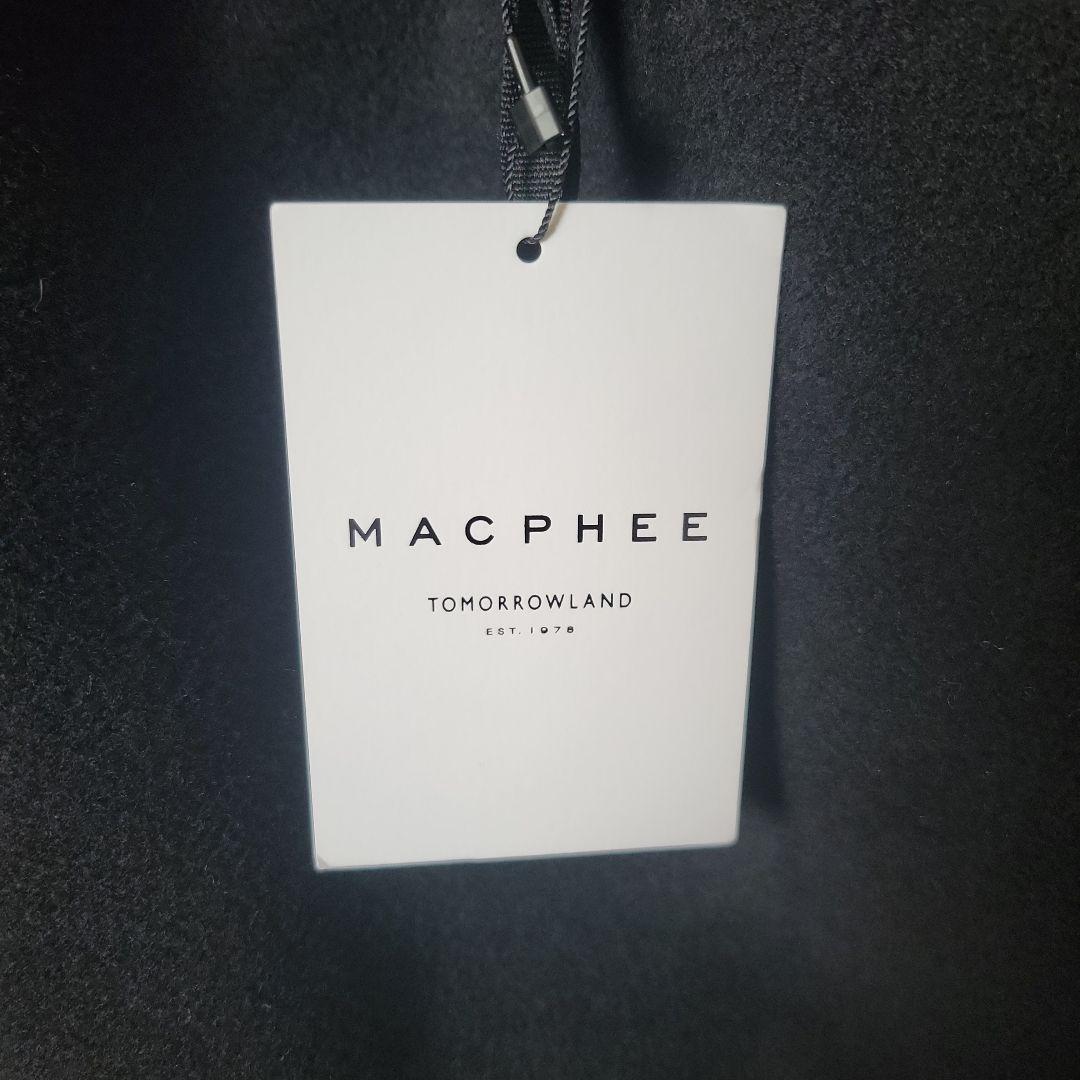 MACPHEE
TOMORROWLAND
EST. 1978